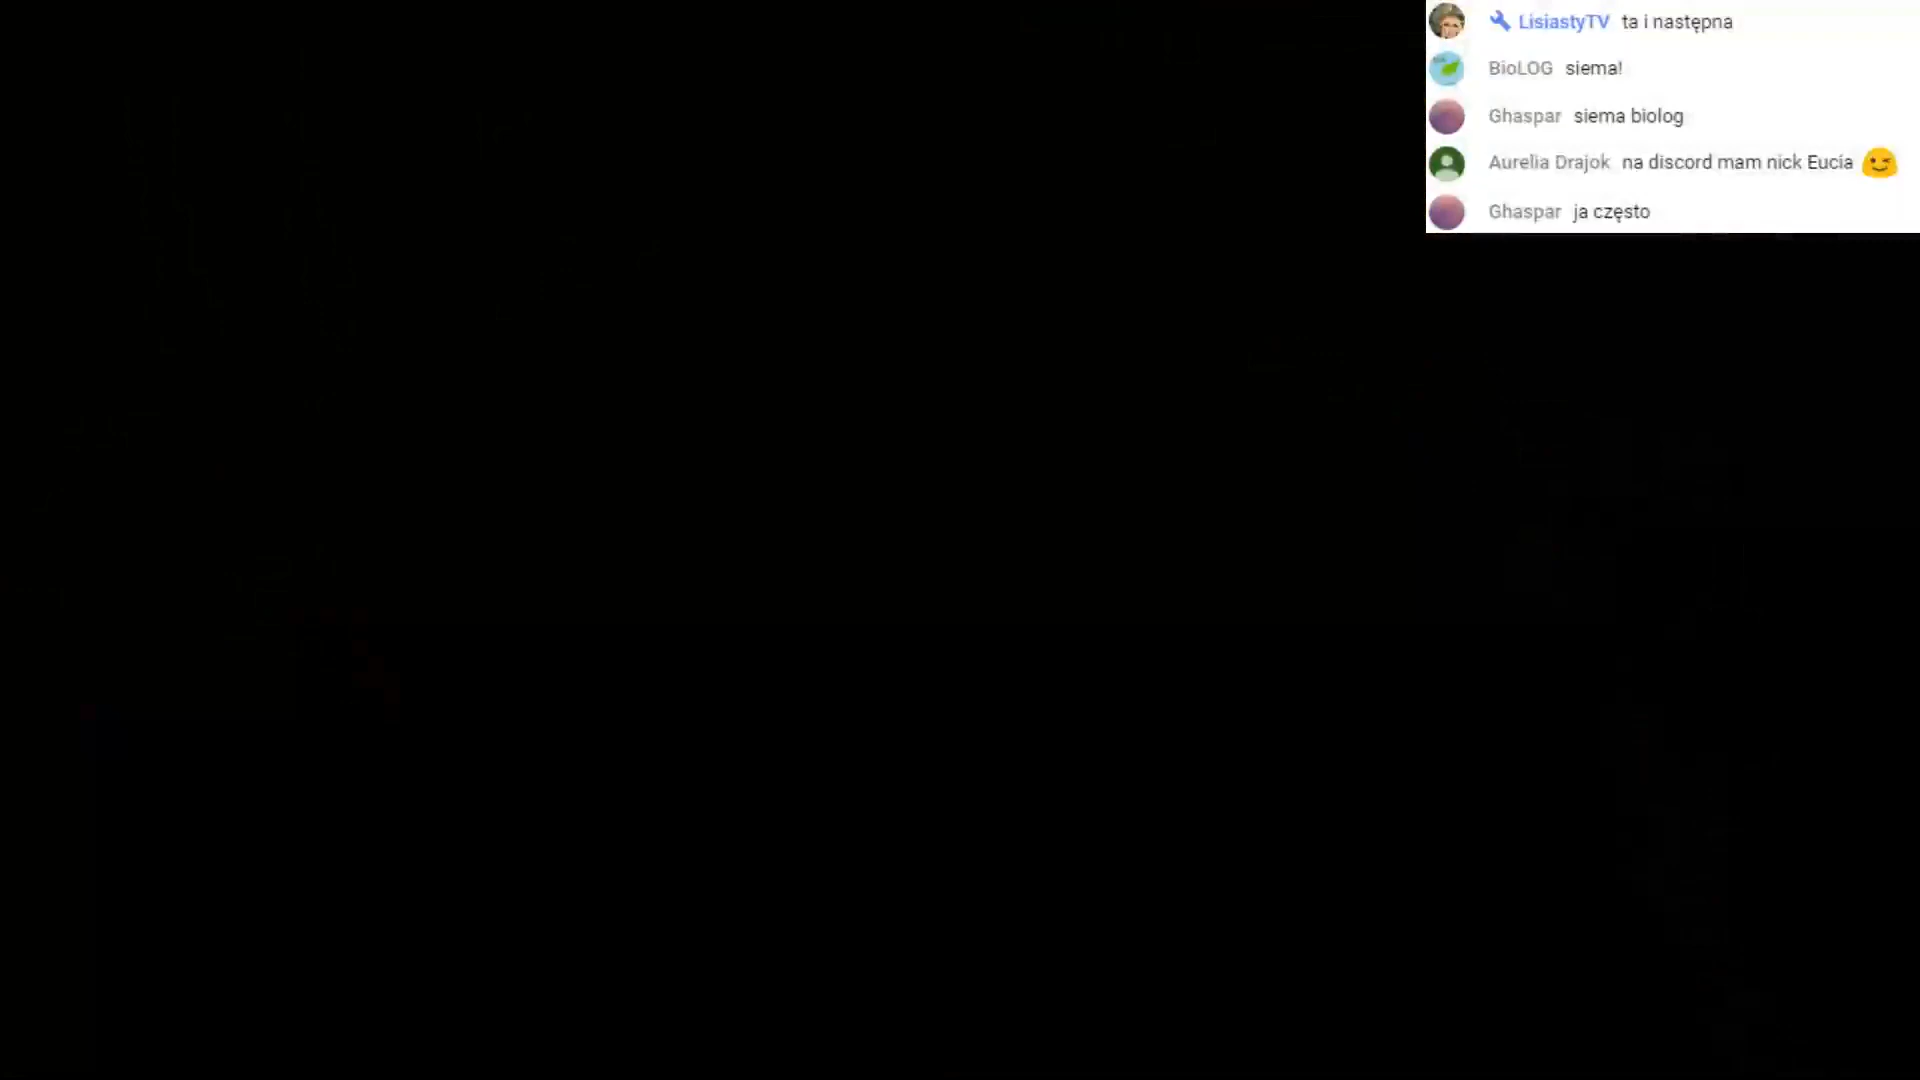 LisiastyTV ta i następna
BioLOG siema!
Ghaspar siema biolog
Aurelia Drajok na discord mam nick Eucia
Ghaspar ja często